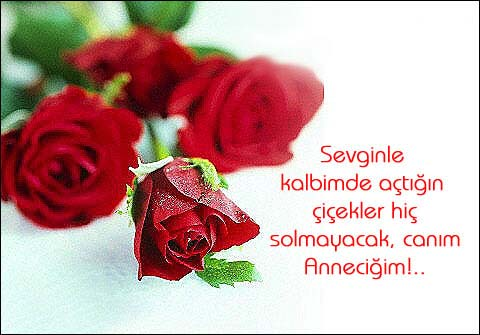 Sevginle
kalbimde açtığın
çiçekler hiç
solmayacak, canım
Anneciğim!..